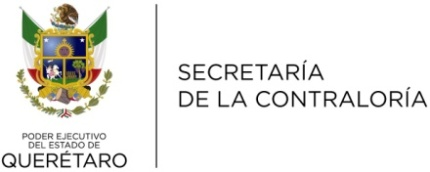 PODER EJECUTIVO
DEL ESTADO DE
QUERÉTARO
SECRETARÍA
DE LA CONTRALORÍA